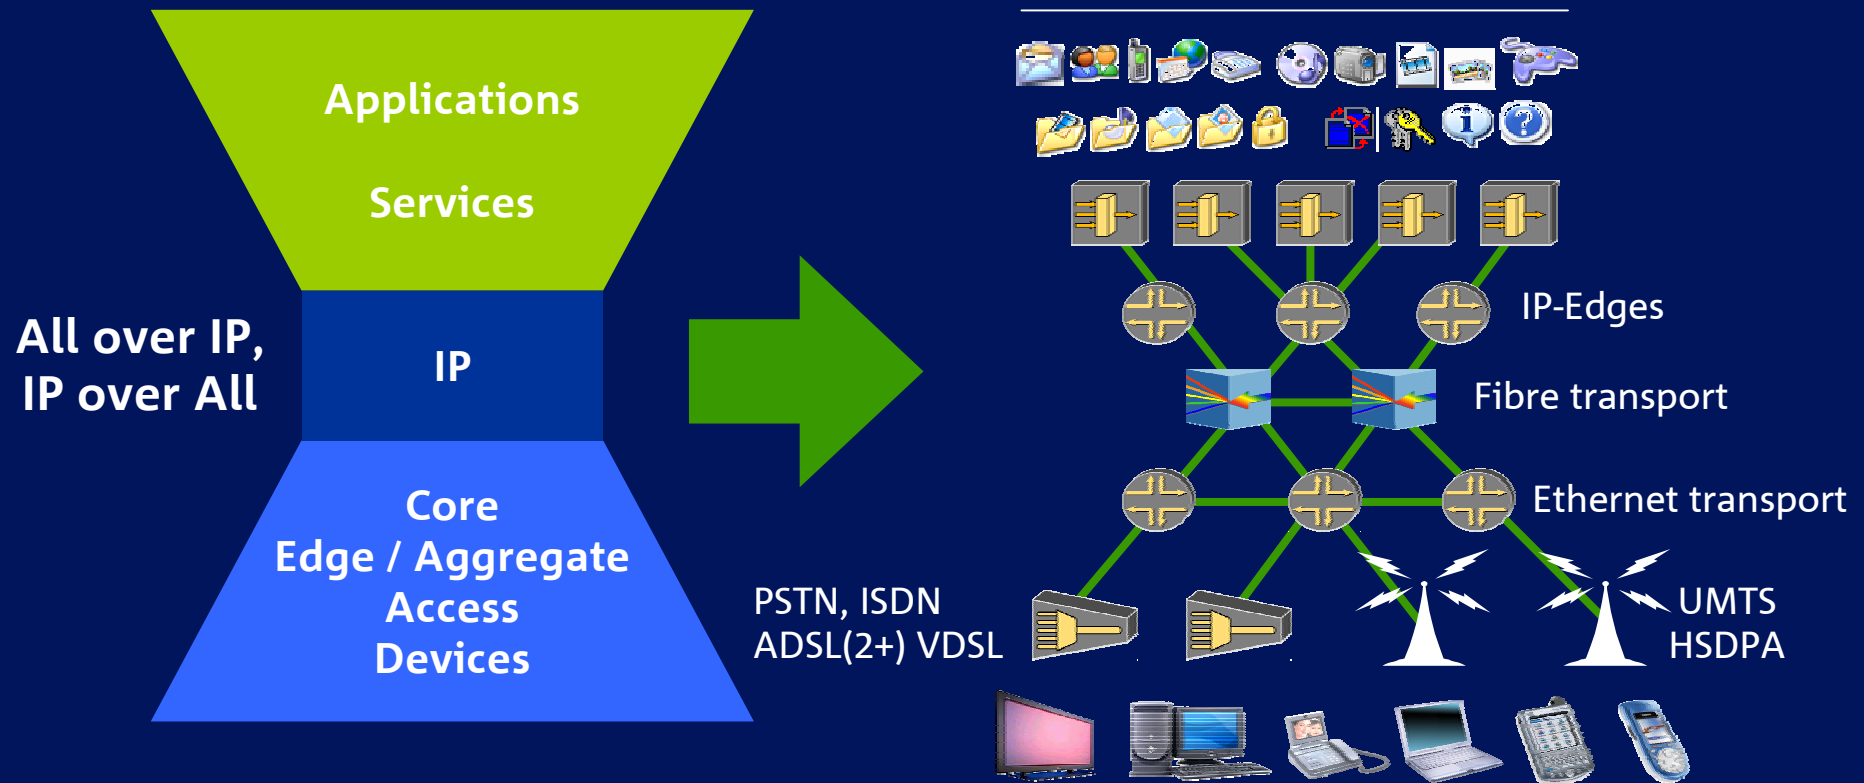 Applications
Services
All over IP,
IP over All
IP
Core
Edge / Aggregate
Access
Devices
IP-Edges
Fibre transport
Ethernet transport
PSTN, ISDN
ADSL(2+) VDSL
UMTS
HSDPA